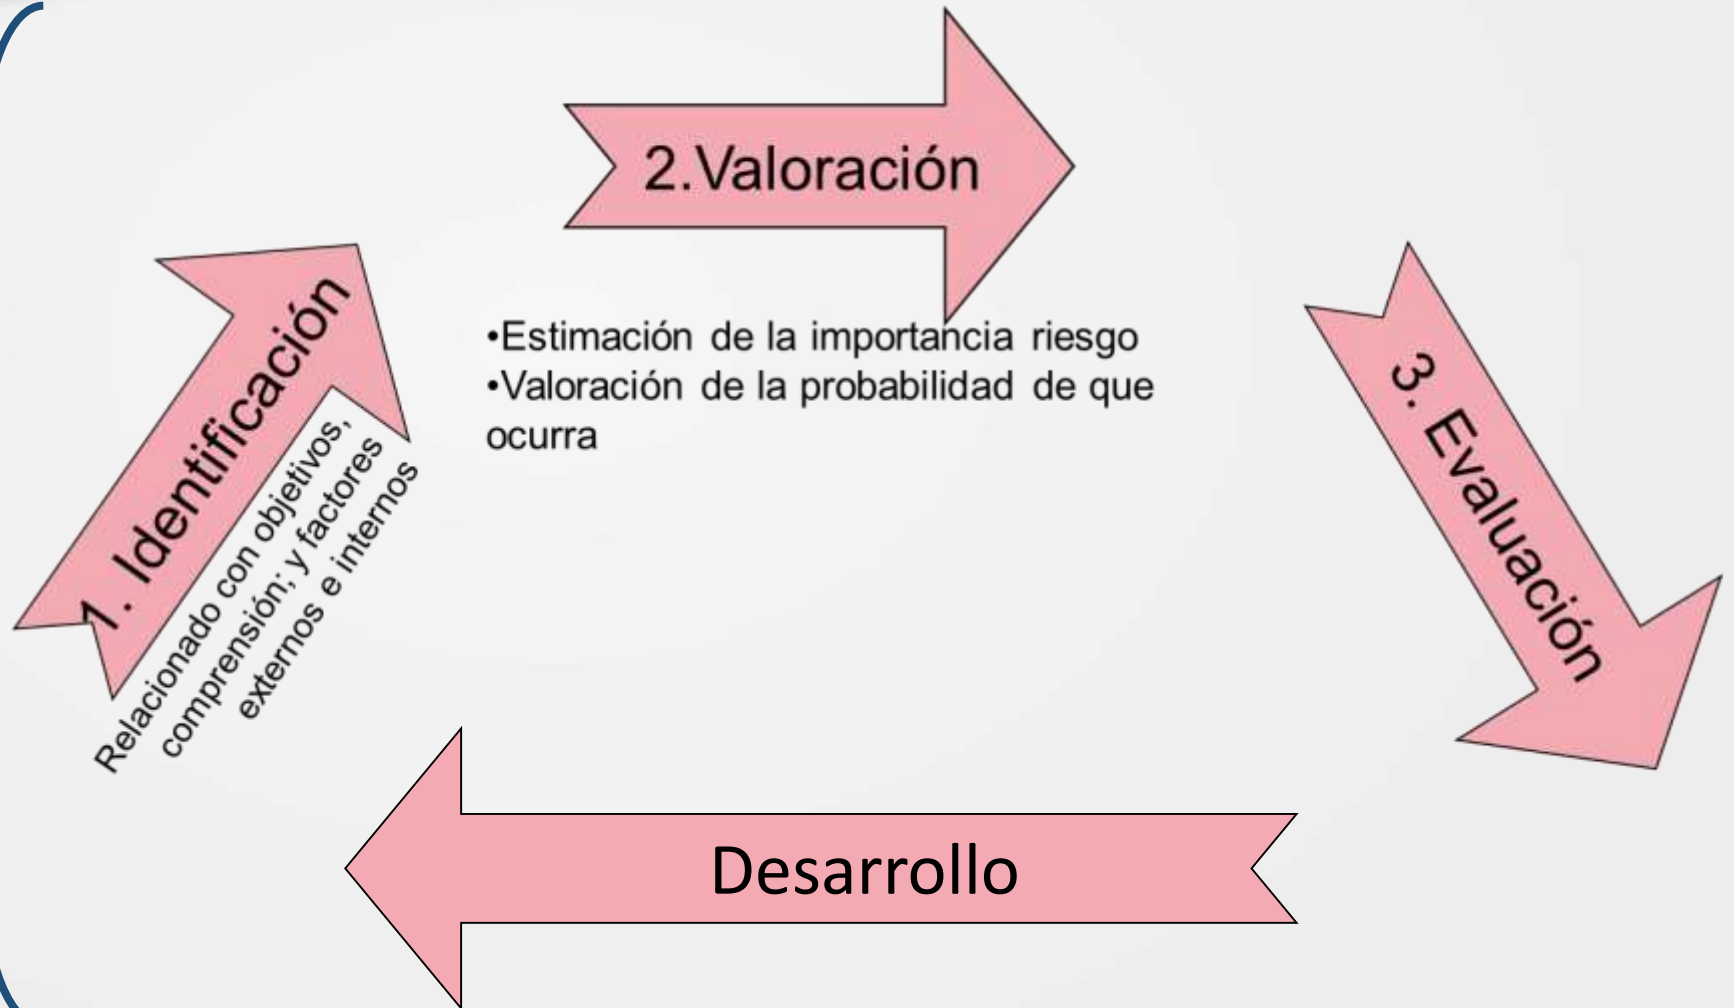 1. Identificación
Relacionado con objetivos,
comprensión; y factores
externos e internos
2.Valoración
•Estimación de la importancia riesgo
•Valoración de la probabilidad de que
ocurra
3. Evaluación
Desarrollo